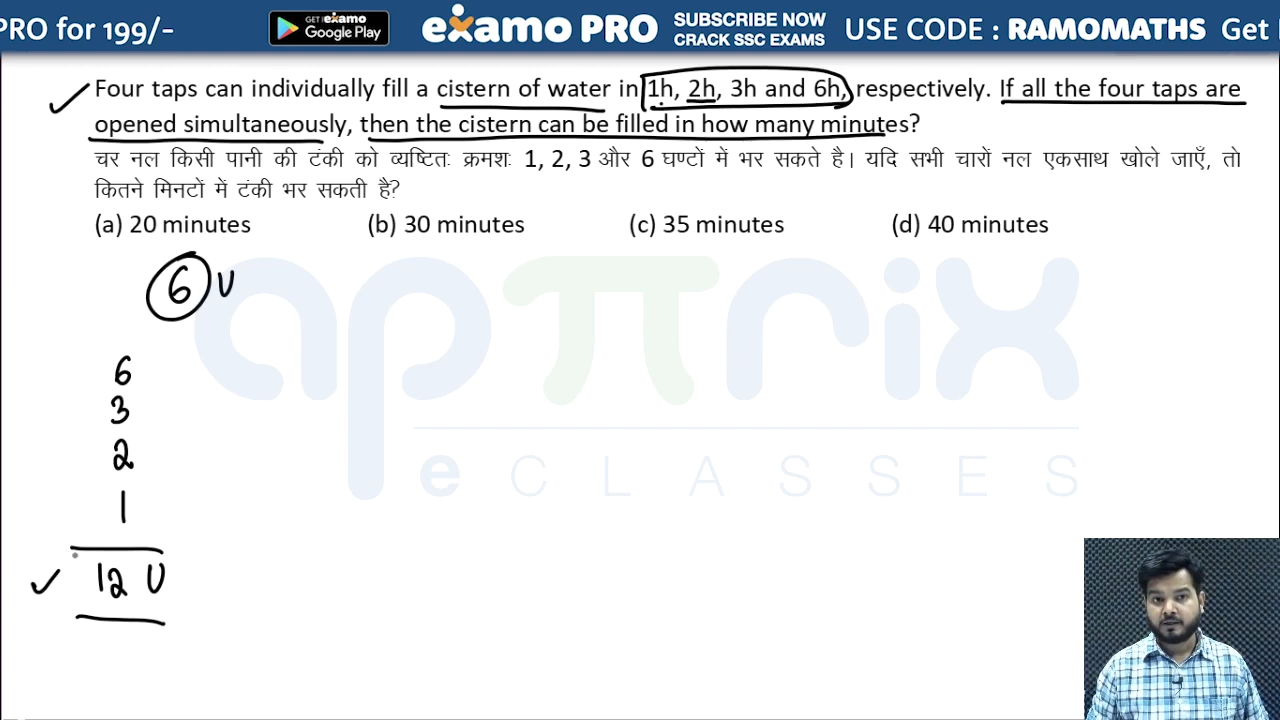 PRO for 199/- GET IT ON examo Google Play examo PRO SUBSCRIBE NOW CRACK SSC EXAMS USE CODE : RAMOMATHS Get
Four taps can individually fill a cistern of water in 1h, 2h, 3h and 6h, respectively. If all the four taps are
opened simultaneously, then the cistern can be filled in how many minutes?
चर नल किसी पानी की टंकी को व्यष्टितः क्रमशः 1, 2, 3 और 6 घण्टों में भर सकते है। यदि सभी चारों नल एकसाथ खोले जाएँ, तो
कितने मिनटों में टंकी भर सकती है?
(a) 20 minutes (b) 30 minutes (c) 35 minutes (d) 40 minutes
6 U
6
3
2
1
12 U
apπrix
e CLASSES